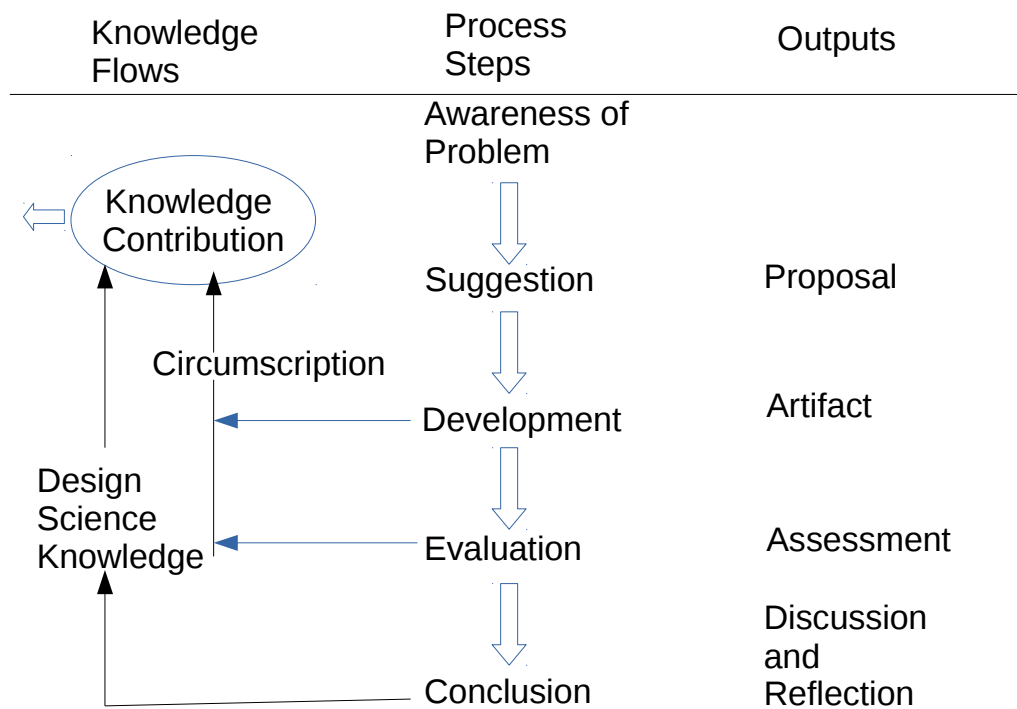 Knowledge
Flows
Process
Steps
Outputs
Awareness of
Problem
Knowledge
Contribution
Suggestion
Proposal
Circumscription
Development
Artifact
Design
Science
Knowledge
Evaluation
Assessment
Conclusion
Discussion
and
Reflection